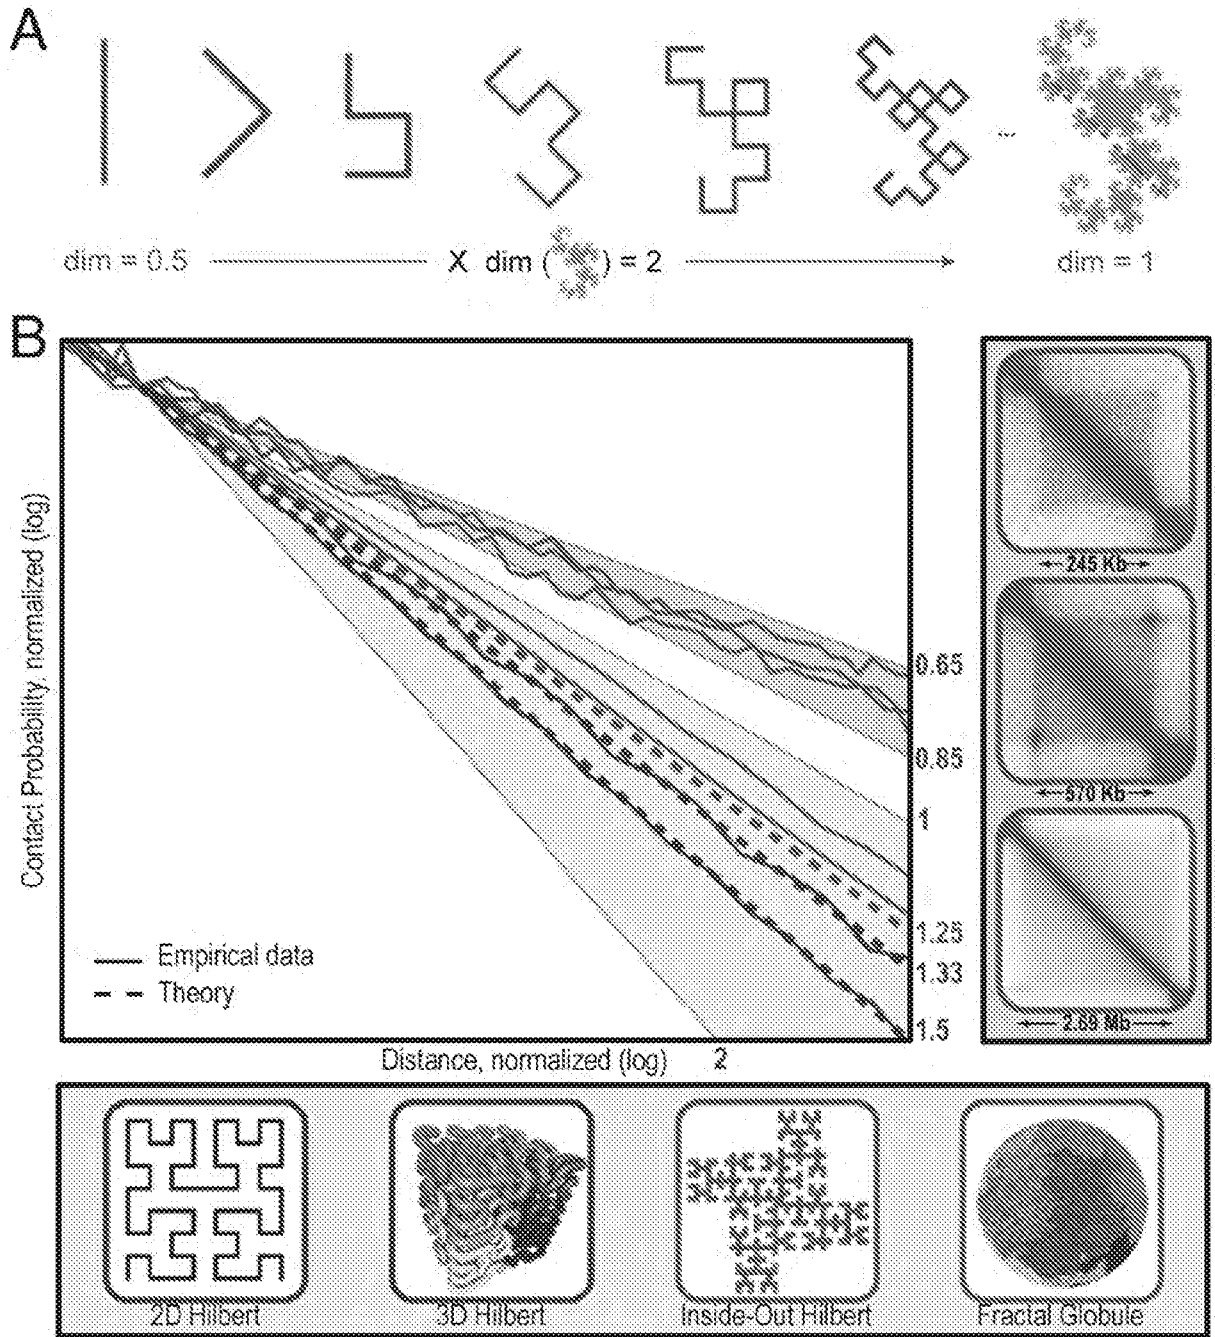 A
...
dim = 0.5
X dim ( ) = 2
dim = 1
B
Contact Probability, normalized (log)
0.65
0.85
1
1.25
1.33
1.5
Empirical data
Theory
Distance, normalized (log)
2
245 Kb
570 Kb
2.69 Mb
2D Hilbert
3D Hilbert
Inside-Out Hilbert
Fractal Globule